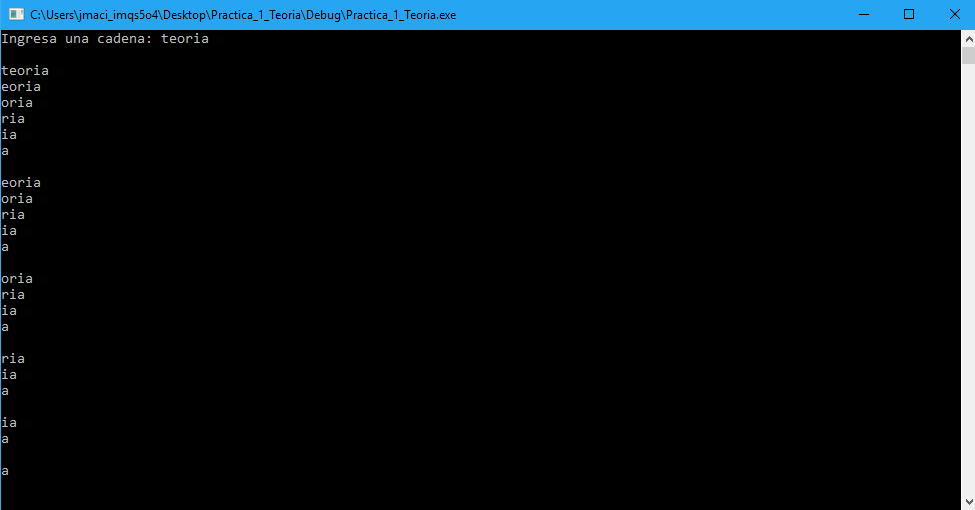 C:\Users\jmaci_imqs5o4\Desktop\Practica_1_Teoria\Debug\Practica_1_Teoria.exe
Ingresa una cadena: teoria
teoria
eoria
oria
ria
ia
a
eoria
oria
ria
ia
a
oria
ria
ia
a
ria
ia
a
ia
a
a